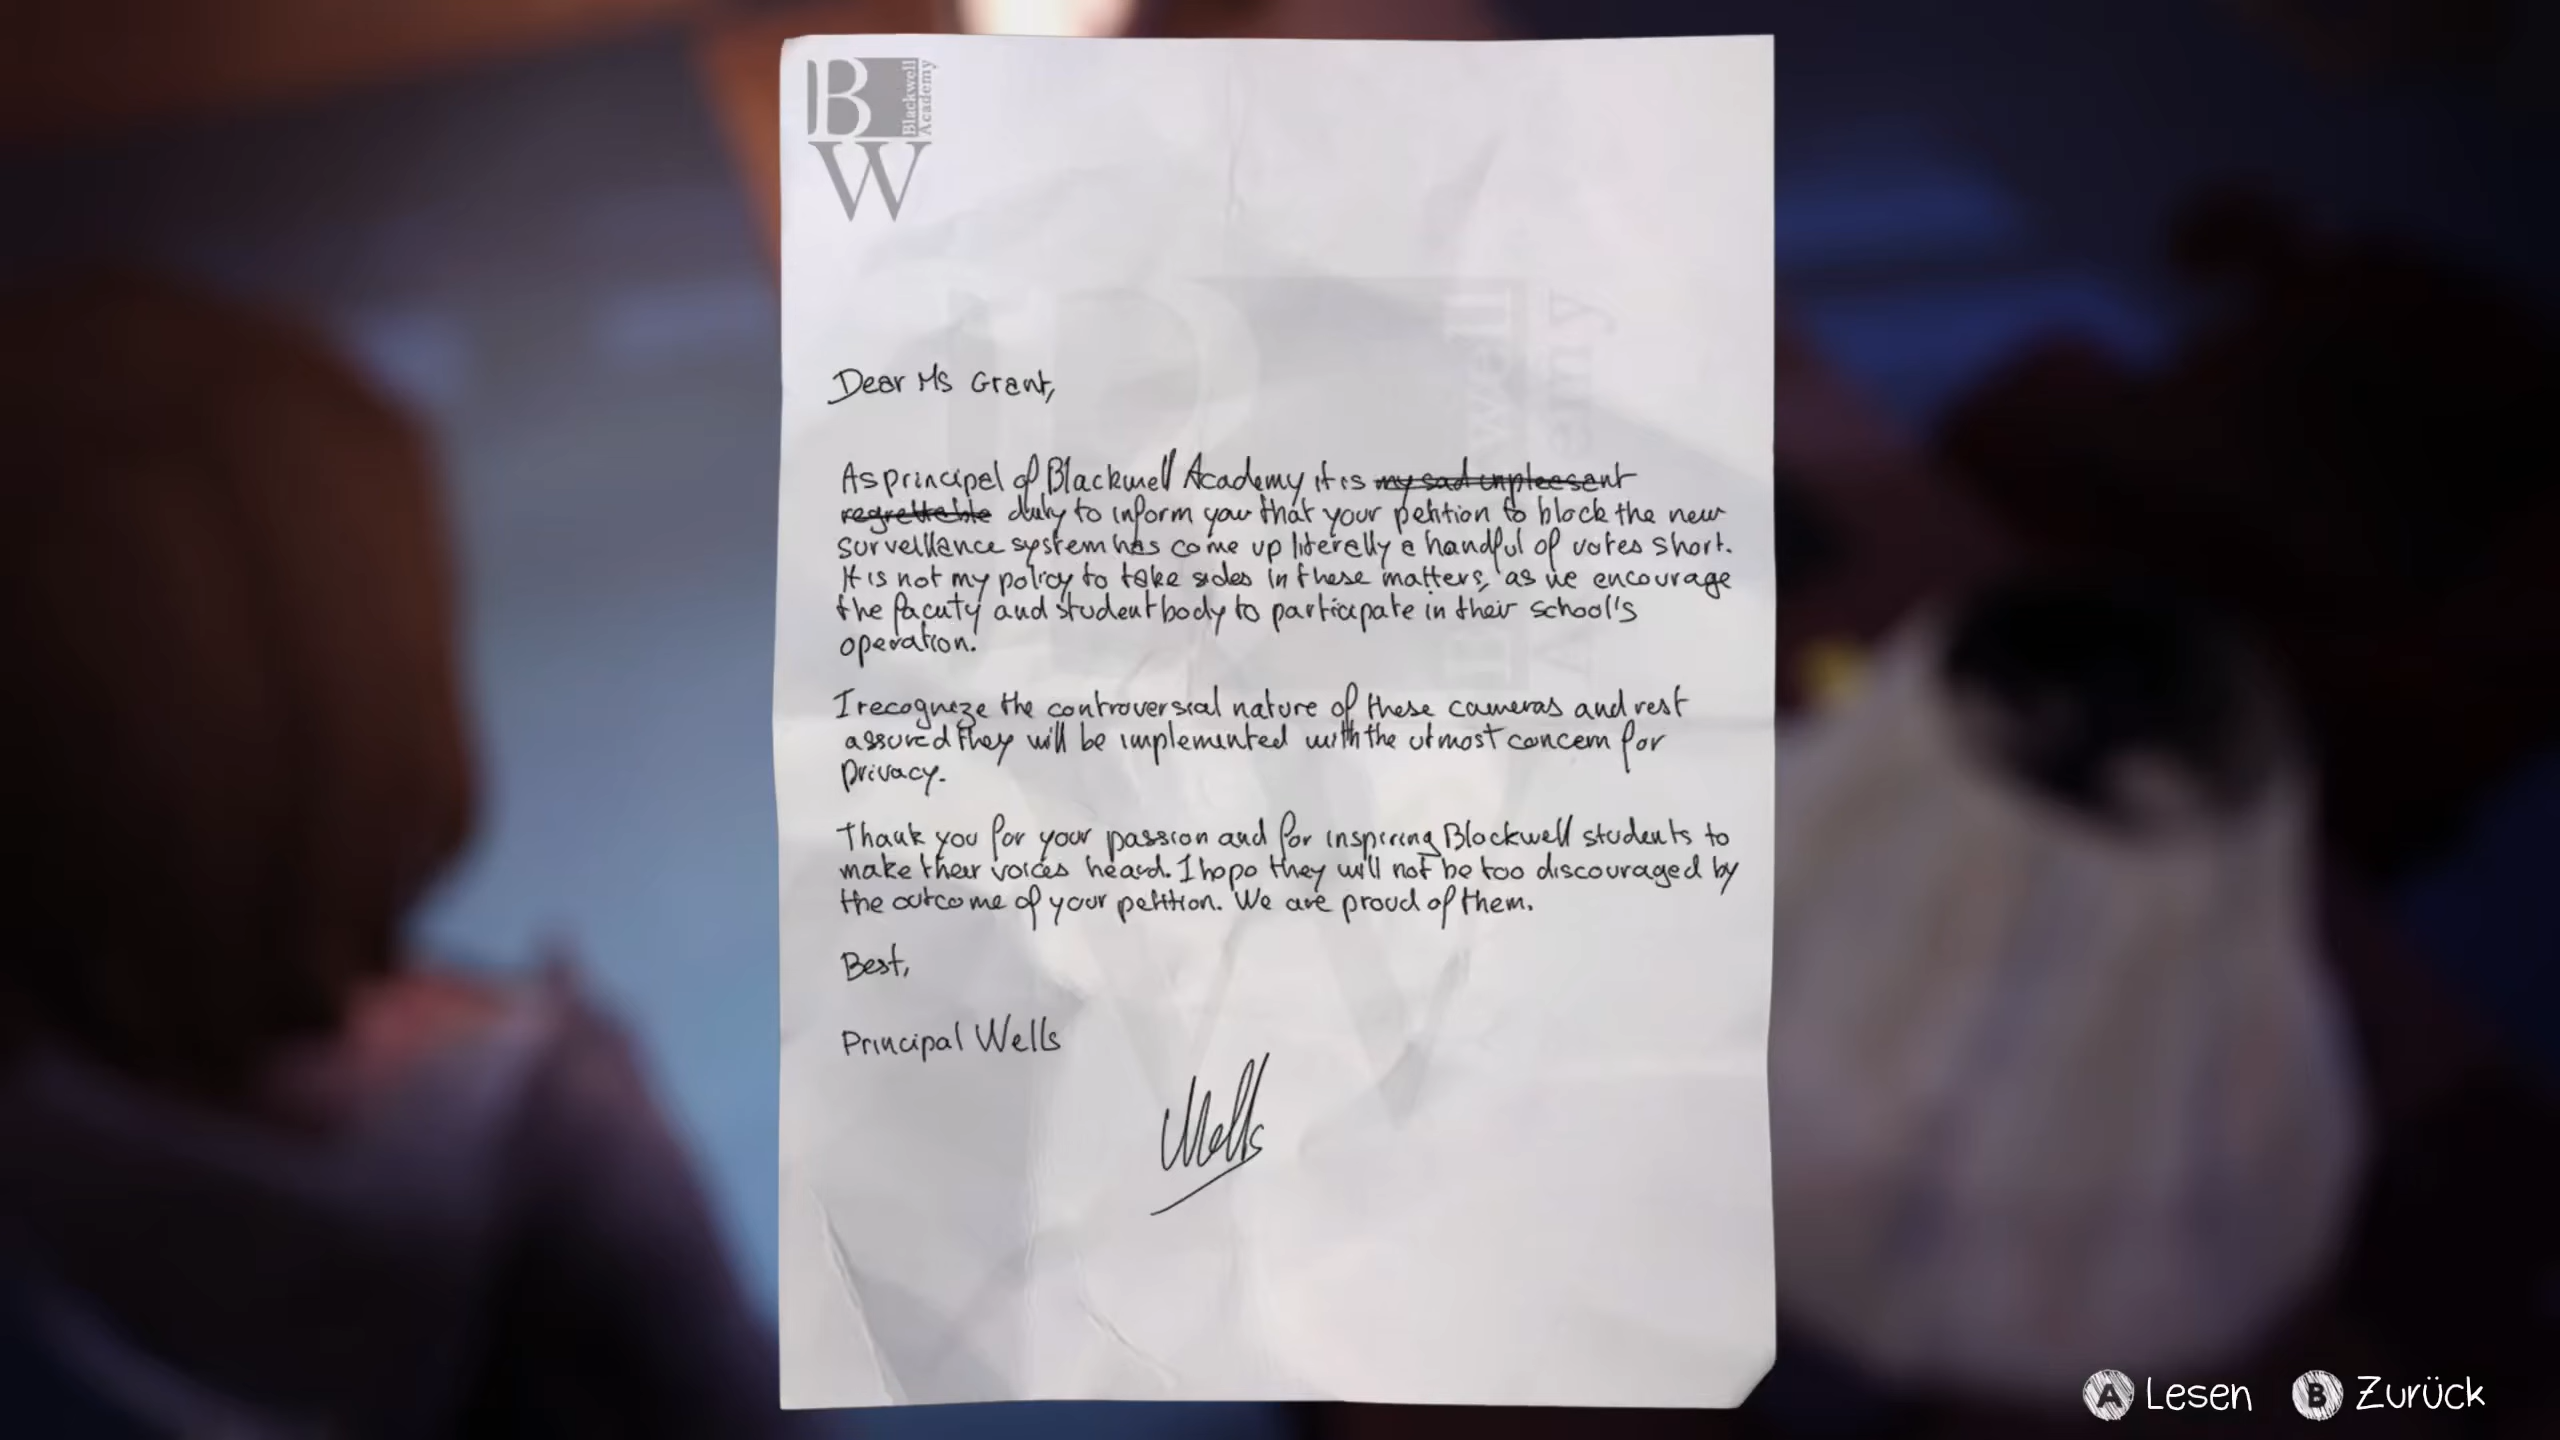 B
W
Blackwell
Academy
Dear Ms Grant,
As principal of Blackwell Academy it is my sad unpleasant
regrettable duty to inform you that your petition to block the new
surveillance system has come up literally a handful of votes short.
It is not my policy to take sides in these matters, as we encourage
the facuty and student body to participate in their school's
operation.
I recognize the controversial nature of these cameras and rest
assured they will be implemented with the utmost concern for
privacy.
Thank you for your passion and for inspiring Blackwell students to
make their voices heard. I hope they will not be too discouraged by
the outcome of your petition. We are proud of them.
Best,
Principal Wells
Wells
A Lesen B Zurück